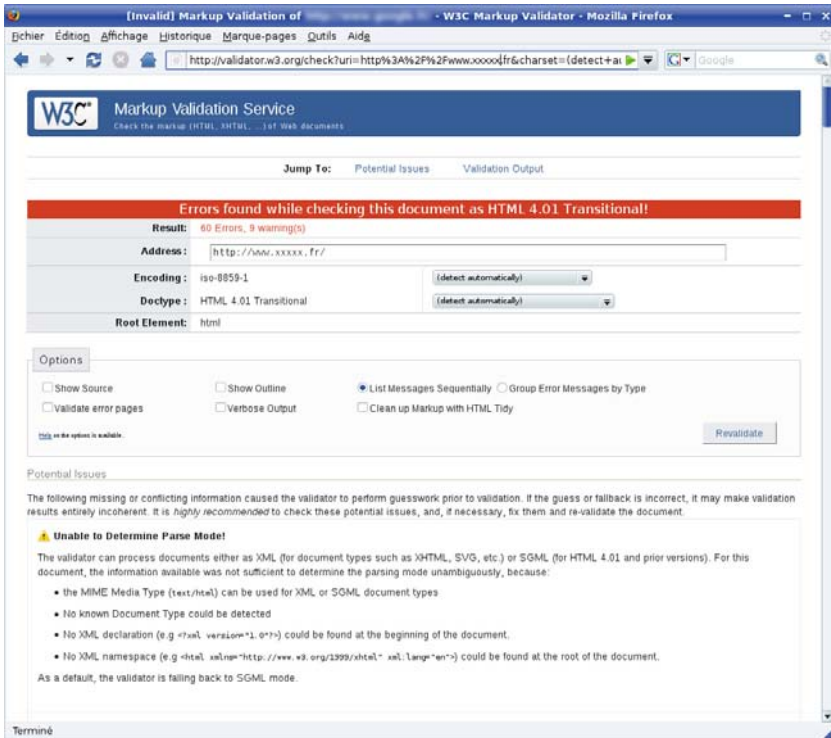 [Invalid] Markup Validation of - W3C Markup Validator - Mozilla Firefox
Fichier Édition Affichage Historique Marque-pages Outils Aide
http://validator.w3.org/check?uri=http%3A%2F%2Fwww.xxxxx.fr&charset=(detect+au
Google
W3C® Markup Validation Service
Check the markup (HTML, XHTML, ...) of Web documents
Jump To: Potential Issues Validation Output
Errors found while checking this document as HTML 4.01 Transitional!
Result: 60 Errors, 9 warning(s)
Address: http://www.xxxxx.fr/
Encoding: iso-8859-1 (detect automatically)
Doctype: HTML 4.01 Transitional (detect automatically)
Root Element: html
Options
Show Source Show Outline List Messages Sequentially Group Error Messages by Type
Validate error pages Verbose Output Clean up Markup with HTML Tidy
Help on the options is available.
Revalidate
Potential Issues
The following missing or conflicting information caused the validator to perform guesswork prior to validation. If the guess or fallback is incorrect, it may make validation
results entirely incoherent. It is highly recommended to check these potential issues, and, if necessary, fix them and re-validate the document.
Unable to Determine Parse Mode!
The validator can process documents either as XML (for document types such as XHTML, SVG, etc.) or SGML (for HTML 4.01 and prior versions). For this
document, the information available was not sufficient to determine the parsing mode unambiguously, because:
• the MIME Media Type (text/html) can be used for XML or SGML document types
• No known Document Type could be detected
• No XML declaration (e.g <?xml version="1.0"?>) could be found at the beginning of the document.
• No XML namespace (e.g <html xmlns="http://www.w3.org/1999/xhtml" xml:lang="en">) could be found at the root of the document.
As a default, the validator is falling back to SGML mode.
Terminé